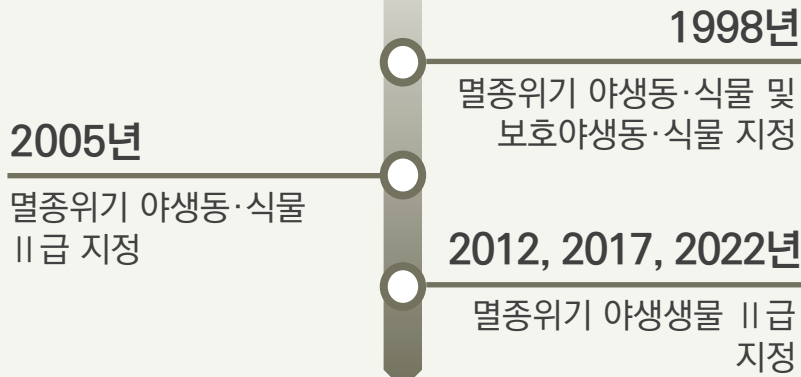 1998년
멸종위기 야생동·식물 및
보호야생동·식물 지정
2005년
멸종위기 야생동·식물
Ⅱ급 지정
2012, 2017, 2022년
멸종위기 야생생물 Ⅱ급
지정